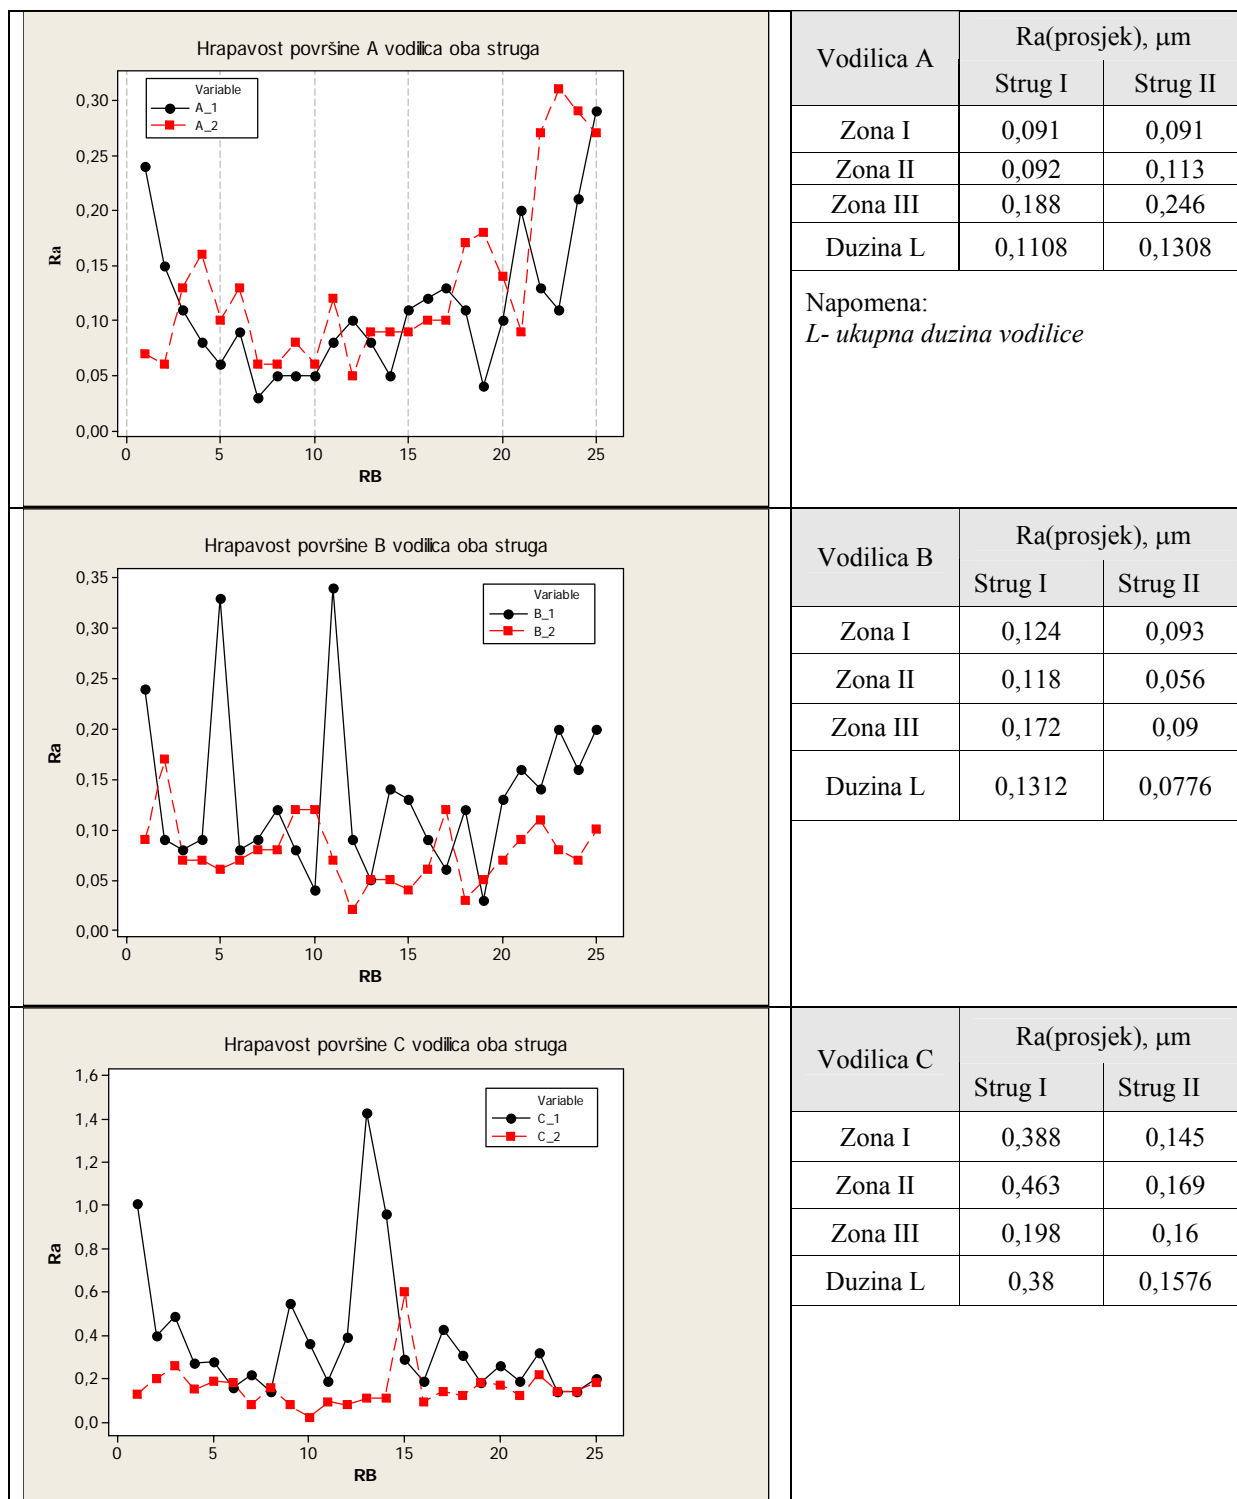 Hrapavost površine A vodilica oba struga
Variable
A_1
A_2
Ra
0,30
0,25
0,20
0,15
0,10
0,05
0,00
0 5 10 15 20 25
RB
Vodilica A
Ra(prosjek), μm
Strug I Strug II
Zona I 0,091 0,091
Zona II 0,092 0,113
Zona III 0,188 0,246
Duzina L 0,1108 0,1308
Napomena:
L- ukupna duzina vodilice
Hrapavost površine B vodilica oba struga
Variable
B_1
B_2
Ra
0,35
0,30
0,25
0,20
0,15
0,10
0,05
0,00
0 5 10 15 20 25
RB
Vodilica B
Ra(prosjek), μm
Strug I Strug II
Zona I 0,124 0,093
Zona II 0,118 0,056
Zona III 0,172 0,09
Duzina L 0,1312 0,0776
Hrapavost površine C vodilica oba struga
Variable
C_1
C_2
Ra
1,6
1,4
1,2
1,0
0,8
0,6
0,4
0,2
0,0
0 5 10 15 20 25
RB
Vodilica C
Ra(prosjek), μm
Strug I Strug II
Zona I 0,388 0,145
Zona II 0,463 0,169
Zona III 0,198 0,16
Duzina L 0,38 0,1576